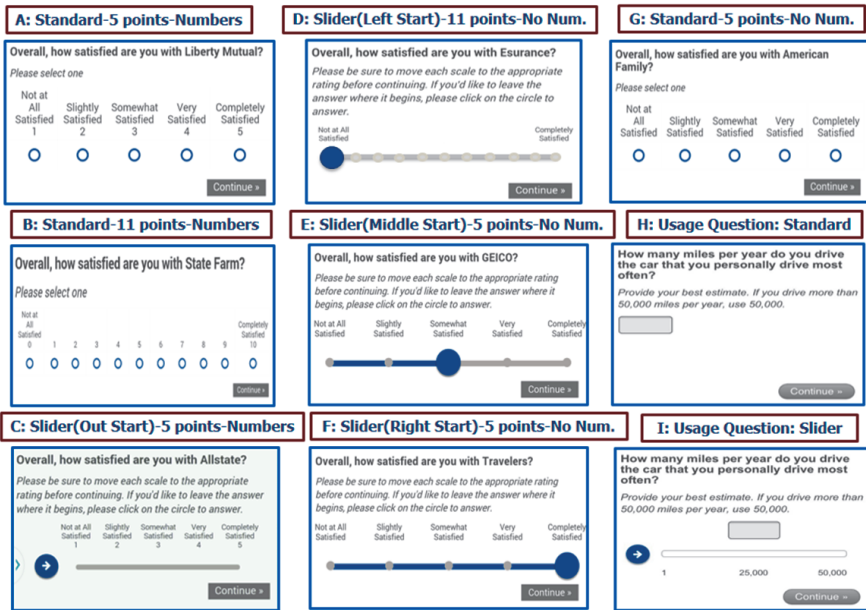 A: Standard-5 points-Numbers
Overall, how satisfied are you with Liberty Mutual?
Please select one
Not at
All Slightly Somewhat Very Completely
Satisfied Satisfied Satisfied Satisfied Satisfied
1 2 3 4 5
Continue »
B: Standard-11 points-Numbers
Overall, how satisfied are you with State Farm?
Please select one
Not at
All Completely
Satisfied Satisfied
0 1 2 3 4 5 6 7 8 9 10
Continue »
C: Slider(Out Start)-5 points-Numbers
Overall, how satisfied are you with Allstate?
Please be sure to move each scale to the appropriate
rating before continuing. If you'd like to leave the answer
where it begins, please click on the circle to answer.
Not at All Slightly Somewhat Very Completely
Satisfied Satisfied Satisfied Satisfied Satisfied
1 2 3 4 5
Continue »
D: Slider(Left Start)-11 points-No Num.
Overall, how satisfied are you with Esurance?
Please be sure to move each scale to the appropriate
rating before continuing. If you'd like to leave the
answer where it begins, please click on the circle to
answer.
Not at All Completely
Satisfied Satisfied
Continue »
E: Slider(Middle Start)-5 points-No Num.
Overall, how satisfied are you with GEICO?
Please be sure to move each scale to the appropriate rating
before continuing. If you'd like to leave the answer where it
begins, please click on the circle to answer.
Not at All Slightly Somewhat Very Completely
Satisfied Satisfied Satisfied Satisfied Satisfied
Continue »
F: Slider(Right Start)-5 points-No Num.
Overall, how satisfied are you with Travelers?
Please be sure to move each scale to the appropriate rating
before continuing. If you'd like to leave the answer where it
begins, please click on the circle to answer.
Not at All Slightly Somewhat Very Completely
Satisfied Satisfied Satisfied Satisfied Satisfied
Continue »
G: Standard-5 points-No Num.
Overall, how satisfied are you with American
Family?
Please select one
Not at
All Slightly Somewhat Very Completely
Satisfied Satisfied Satisfied Satisfied Satisfied
Continue »
H: Usage Question: Standard
How many miles per year do you drive
the car that you personally drive most
often?
Provide your best estimate. If you drive more than
50,000 miles per year, use 50,000.
Continue »
I: Usage Question: Slider
How many miles per year do you drive
the car that you personally drive most
often?
Provide your best estimate. If you drive more than
50,000 miles per year, use 50,000.
1 25,000 50,000
Continue »